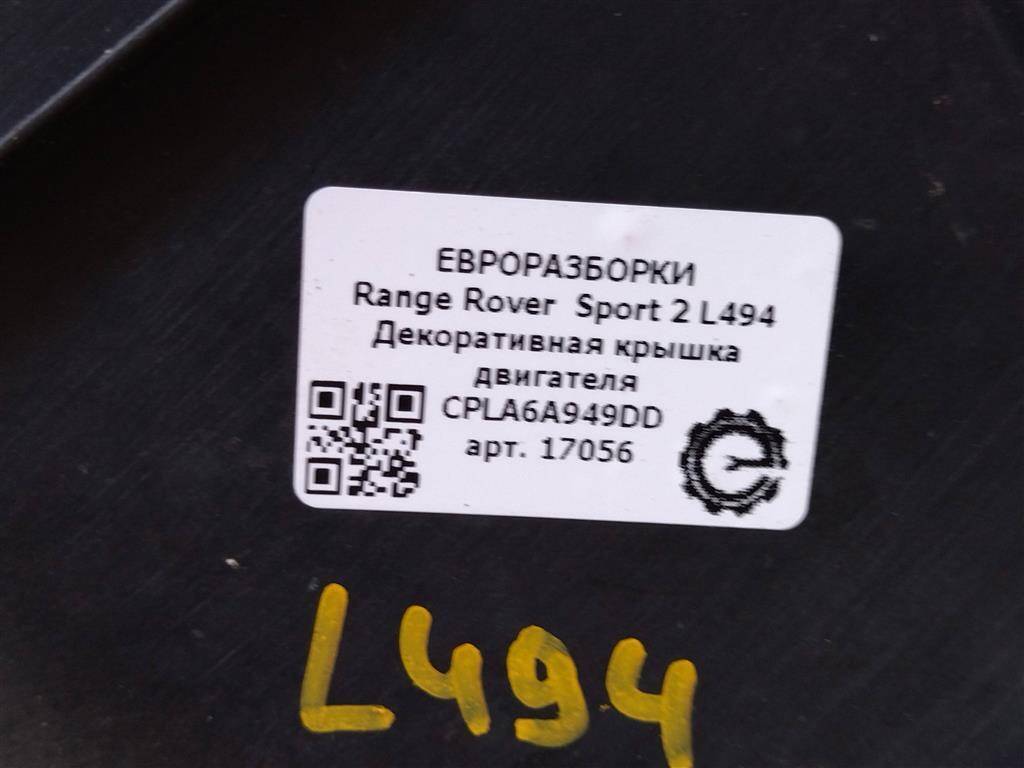 ЕВРОРАЗБОРКИ
Range Rover Sport 2 L494
Декоративная крышка
двигателя
CPLA6A949DD
арт. 17056
L494